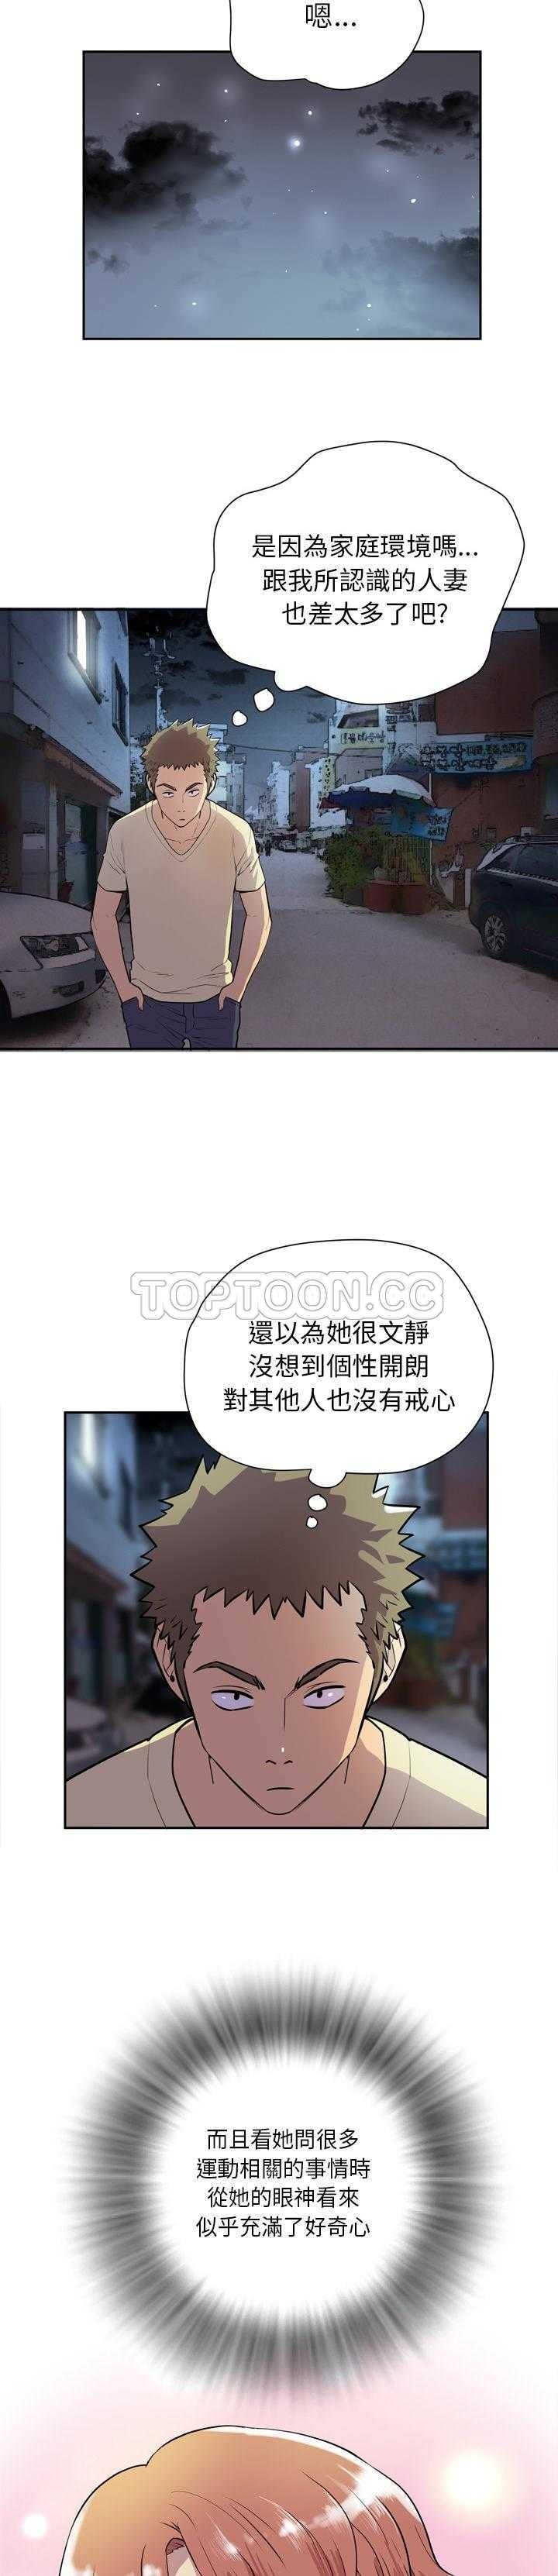 嗯...
是因為家庭環境嗎...
跟我所認識的人妻
也差太多了吧?
TOPTOON.CC
還以為她很文靜
沒想到個性開朗
對其他人也沒有戒心
而且看她問很多
運動相關的事情時
從她的眼神看來
似乎充滿了好奇心